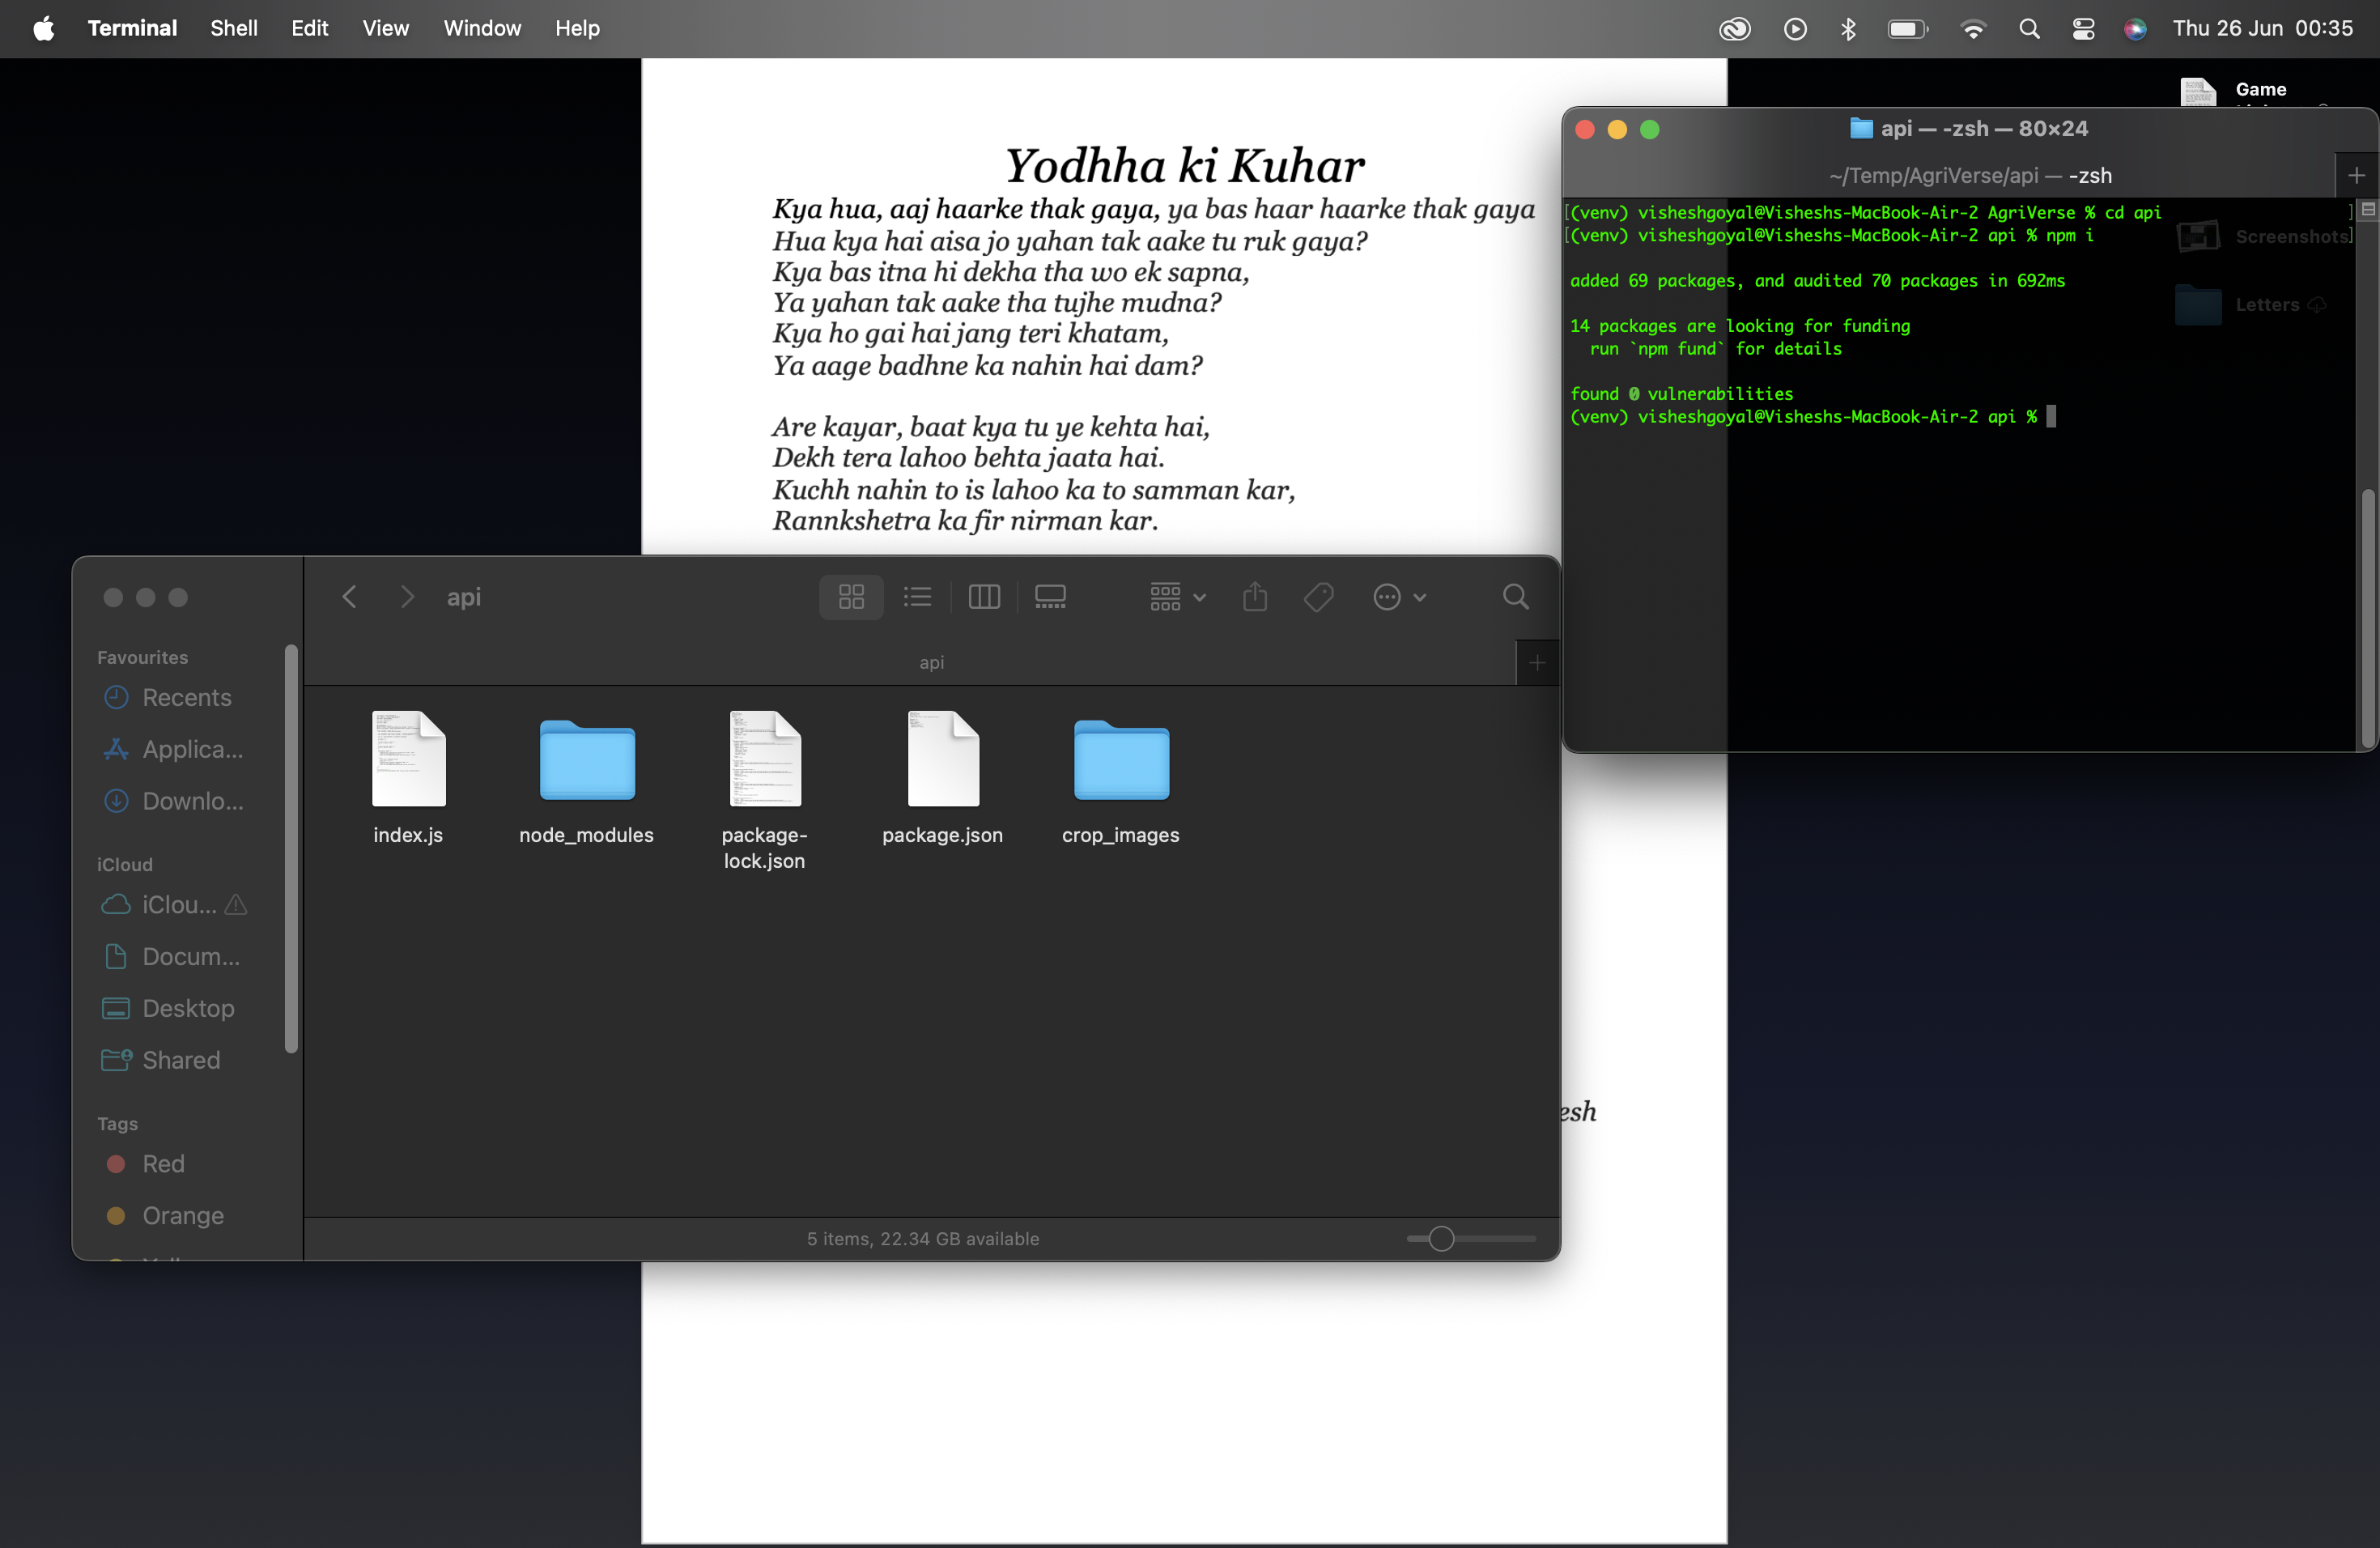 Terminal Shell Edit View Window Help
Thu 26 Jun 00:35
Yodhha ki Kuhar
Kya hua, aaj haarke thak gaya, ya bas haar haarke thak gaya
Hua kya hai aisa jo yahan tak aake tu ruk gaya?
Kya bas itna hi dekha tha wo ek sapna,
Ya yahan tak aake tha tujhe mudna?
Kya ho gai hai jang teri khatam,
Ya aage badhne ka nahin hai dam?
Are kayar, baat kya tu ye kehta hai,
Dekh tera lahoo behta jaata hai.
Kuchh nahin to is lahoo ka to samman kar,
Rannkshetra ka fir nirman kar.
esh
Game
Screenshots
Letters
api — -zsh — 80×24
~/Temp/AgriVerse/api — -zsh
[(venv) visheshgoyal@Visheshs-MacBook-Air-2 AgriVerse % cd api ]
[(venv) visheshgoyal@Visheshs-MacBook-Air-2 api % npm i ]
added 69 packages, and audited 70 packages in 692ms
14 packages are looking for funding
run `npm fund` for details
found 0 vulnerabilities
(venv) visheshgoyal@Visheshs-MacBook-Air-2 api %
api
api
Favourites
Recents
Applica...
Downlo...
iCloud
iClou...
Docum...
Desktop
Shared
Tags
Red
Orange
index.js
node_modules
package-
lock.json
package.json
crop_images
5 items, 22.34 GB available